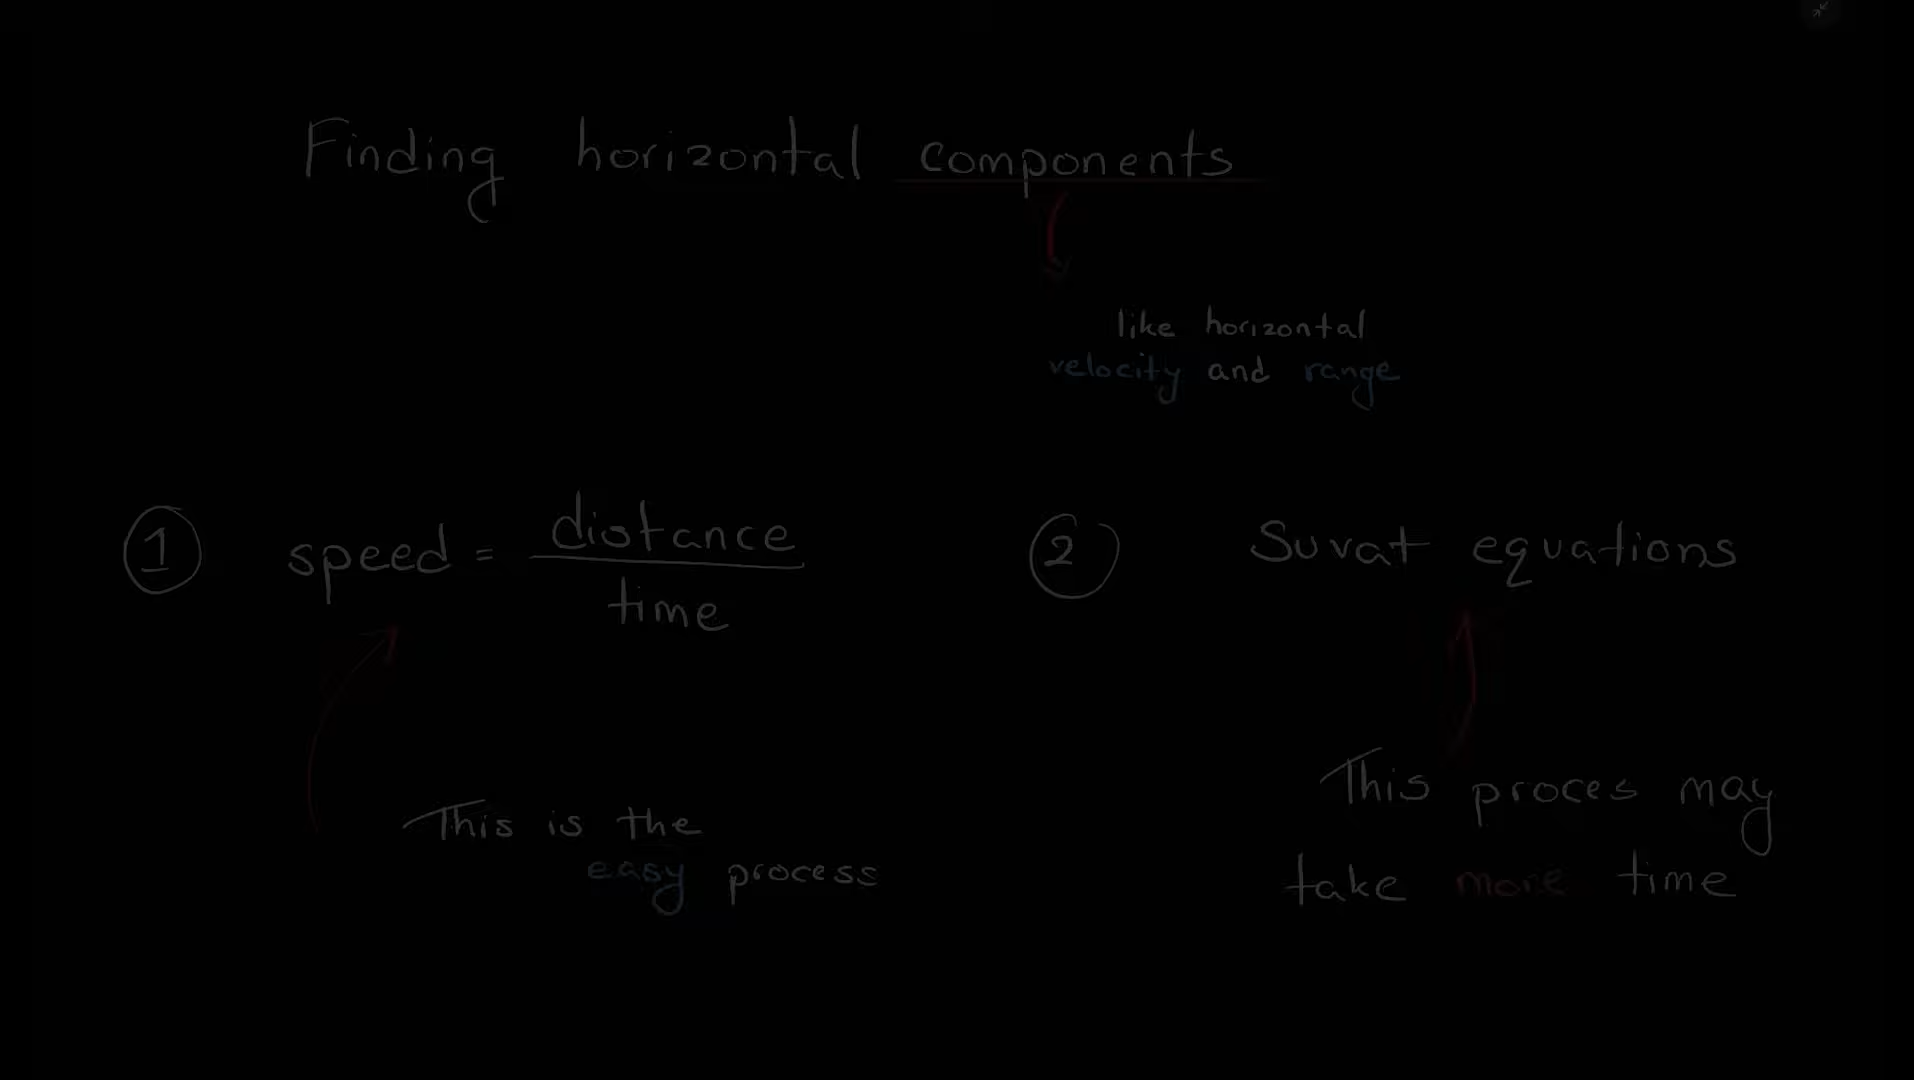 Finding horizontal components
like horizontal
velocity and range
1 speed = distance / time
2 Suvat equations
This is the
easy process
This proces may
take more time